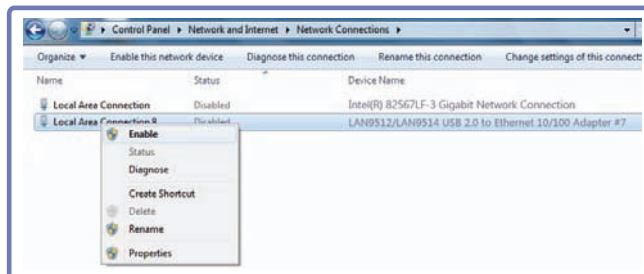 Control Panel Network and Internet Network Connections
Organize Enable this network device Diagnose this connection Rename this connection Change settings of this connect
Name Status Device Name
Local Area Connection Disabled Intel(R) 82567LF-3 Gigabit Network Connection
Local Area Connection 8 Disabled LAN9512/LAN9514 USB 2.0 to Ethernet 10/100 Adapter #7
Enable
Status
Diagnose
Create Shortcut
Delete
Rename
Properties